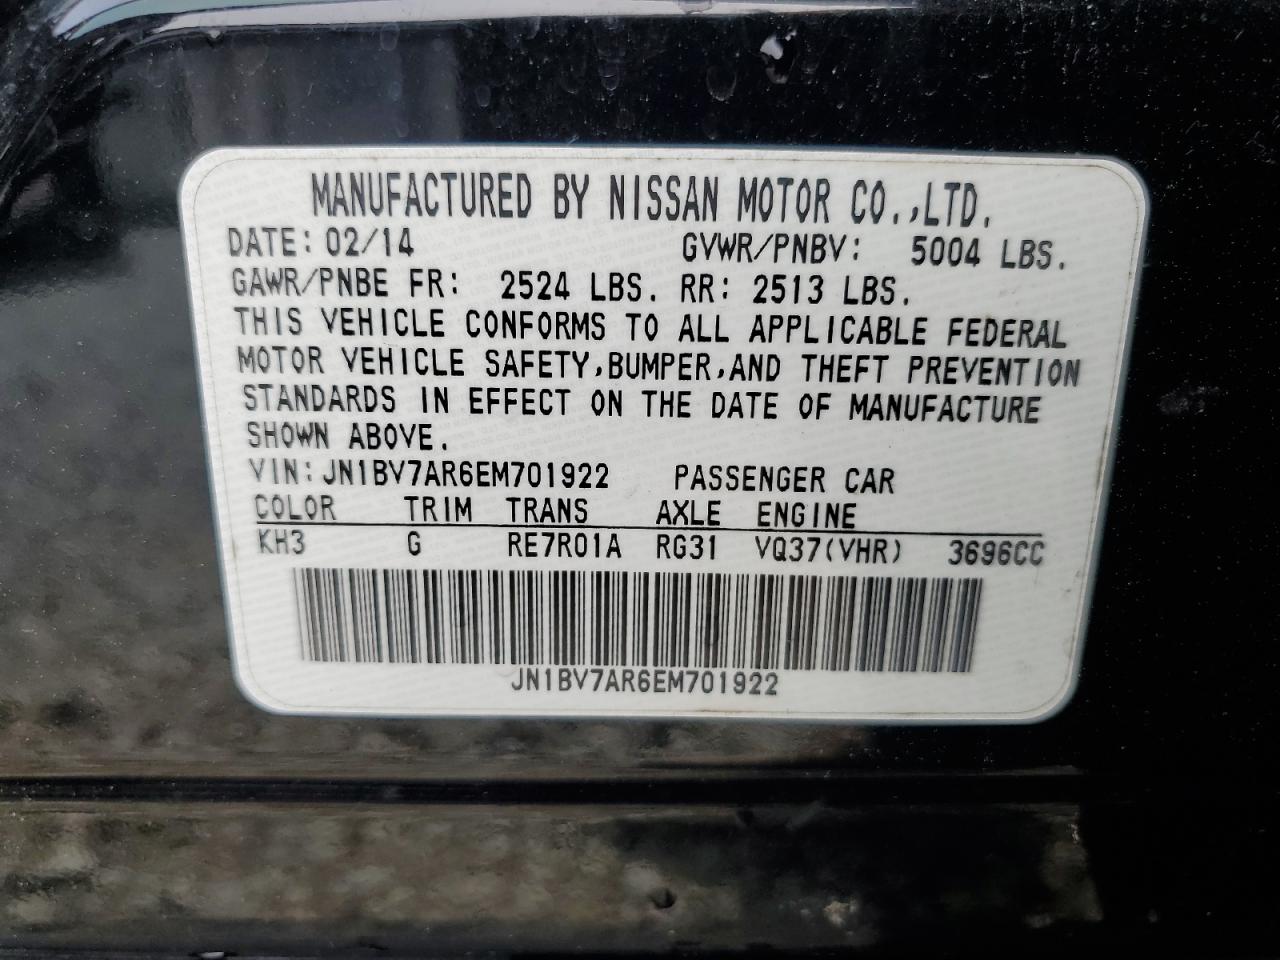 MANUFACTURED BY NISSAN MOTOR CO.,LTD.
DATE: 02/14 GVWR/PNBV: 5004 LBS.
GAWR/PNBE FR: 2524 LBS. RR: 2513 LBS.
THIS VEHICLE CONFORMS TO ALL APPLICABLE FEDERAL
MOTOR VEHICLE SAFETY,BUMPER,AND THEFT PREVENTION
STANDARDS IN EFFECT ON THE DATE OF MANUFACTURE
SHOWN ABOVE.
VIN: JN1BV7AR6EM701922 PASSENGER CAR
COLOR TRIM TRANS AXLE ENGINE
KH3 G RE7R01A RG31 VQ37(VHR) 3696CC
JN1BV7AR6EM701922